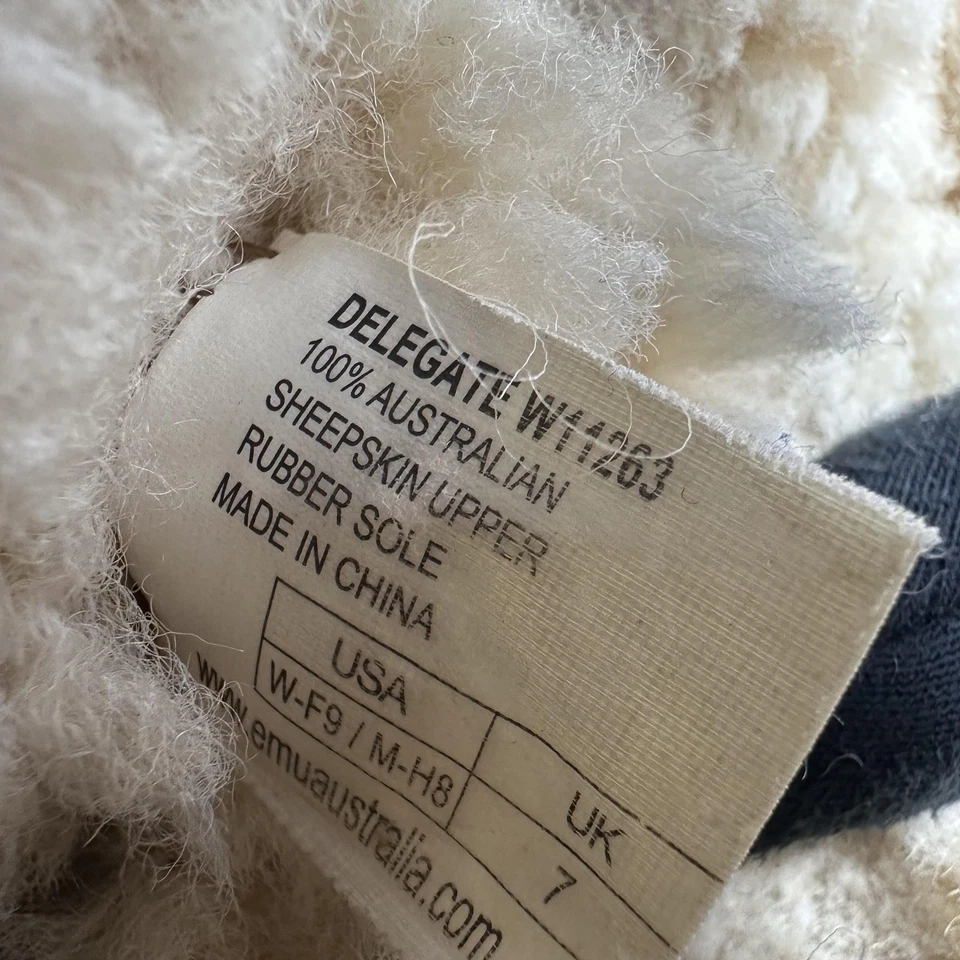 DELEGATE W11263
100% AUSTRALIAN
SHEEPSKIN UPPER
RUBBER SOLE
MADE IN CHINA
USA UK
W-F9 / M-H8 7
www.emuaustralia.com